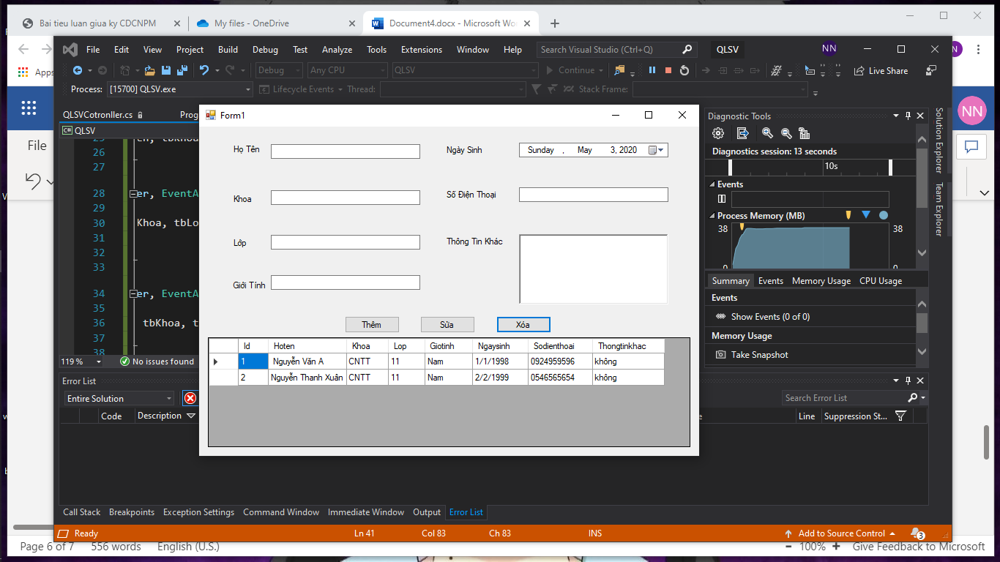 Bai tieu luan giua ky CDCNPM
My files - OneDrive
Document4.docx - Microsoft Wor
Apps
NN
File
File Edit View Project Build Debug Test Analyze Tools Extensions Window Help
Search Visual Studio (Ctrl+Q)
QLSV
NN
Debug
Any CPU
QLSV
Continue
Live Share
Process: [15700] QLSV.exe
Lifecycle Events
Thread:
Stack Frame:
QLSVCotronller.cs
Prog
QLSV
25 en, tbKhoa
26
27
28 er, EventA
29
30 Khoa, tbLo
31
32
33
34 er, EventA
35
36 tbKhoa, t
37
38
119 %
No issues found
Form1
Họ Tên
Ngày Sinh
Sunday , May 3, 2020
Khoa
Số Điện Thoại
Lớp
Thông Tin Khác
Giới Tính
Thêm Sửa Xóa
Id Hoten Khoa Lop Giotinh Ngaysinh Sodienthoai Thongtinkhac
1 Nguyễn Văn A CNTT 11 Nam 1/1/1998 0924959596 không
2 Nguyễn Thanh Xuân CNTT 11 Nam 2/2/1999 0546565654 không
Diagnostic Tools
Diagnostics session: 13 seconds
10s
Events
Process Memory (MB)
38 38
0 0
Summary Events Memory Usage CPU Usage
Events
Show Events (0 of 0)
Memory Usage
Take Snapshot
Solution Explorer
Team Explorer
Error List
Entire Solution
Search Error List
Code Description
Line Suppression St...
Call Stack Breakpoints Exception Settings Command Window Immediate Window Output Error List
Ready
Ln 41 Col 83 Ch 83 INS
Add to Source Control
3
Page 6 of 7 556 words English (U.S.)
100% Give Feedback to Microsoft